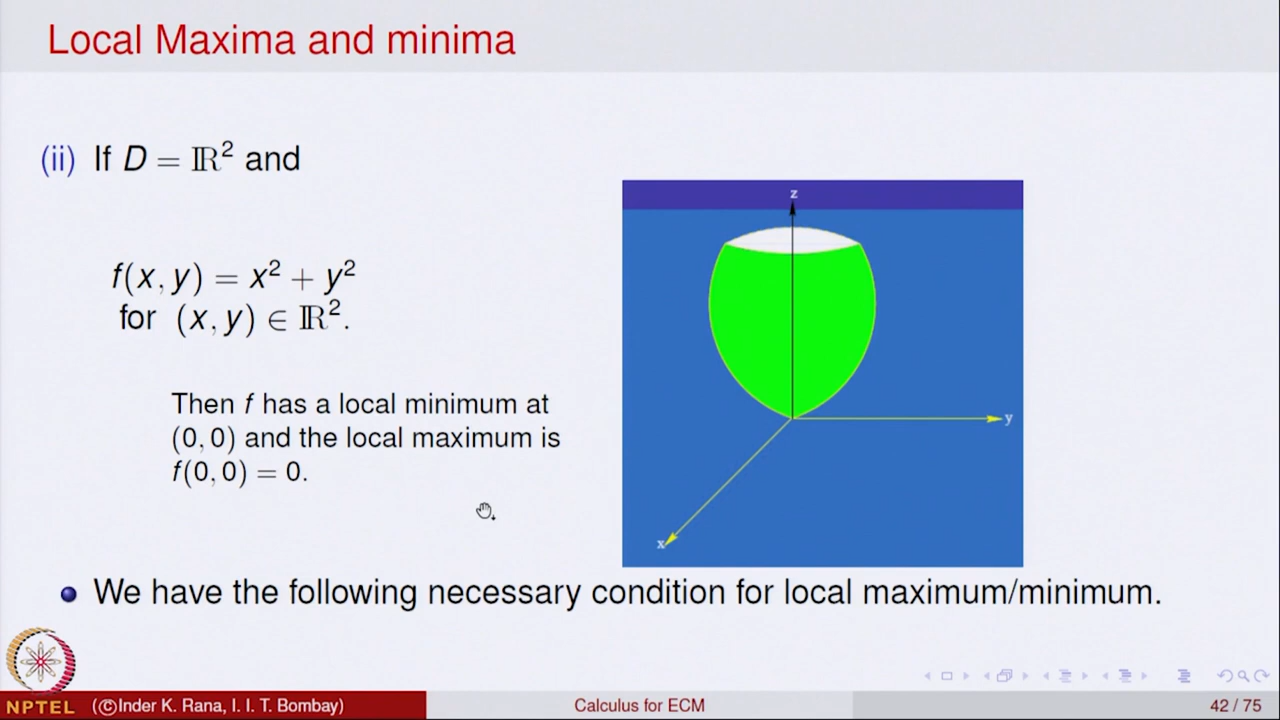 Local Maxima and minima
(ii) If D = ℝ² and
f(x, y) = x² + y²
for (x, y) ∈ ℝ².
Then f has a local minimum at
(0, 0) and the local maximum is
f(0, 0) = 0.
z
y
x
We have the following necessary condition for local maximum/minimum.
NPTEL
(©Inder K. Rana, I. I. T. Bombay)
Calculus for ECM
42 / 75